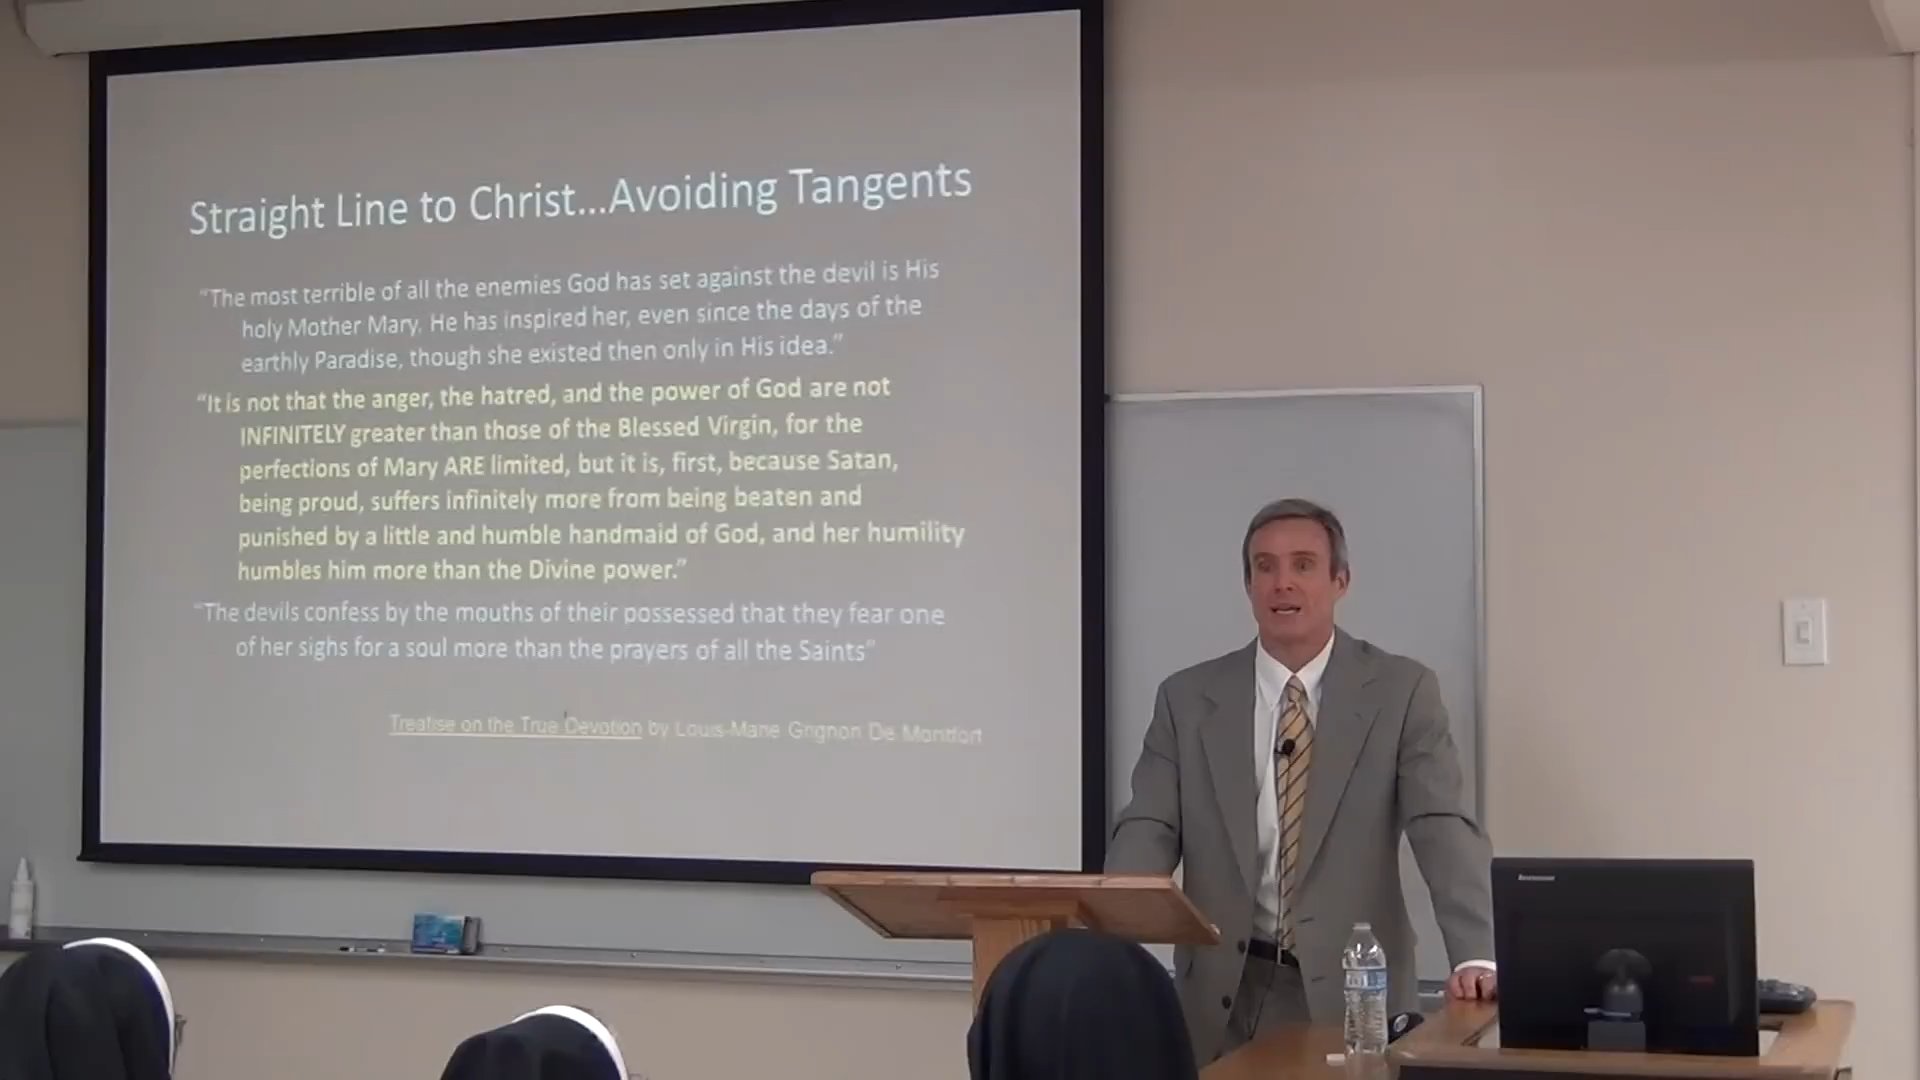 Straight Line to Christ...Avoiding Tangents
“The most terrible of all the enemies God has set against the devil is His
holy Mother Mary. He has inspired her, even since the days of the
earthly Paradise, though she existed then only in His idea.”
“It is not that the anger, the hatred, and the power of God are not
INFINITELY greater than those of the Blessed Virgin, for the
perfections of Mary ARE limited, but it is, first, because Satan,
being proud, suffers infinitely more from being beaten and
punished by a little and humble handmaid of God, and her humility
humbles him more than the Divine power.”
“The devils confess by the mouths of their possessed that they fear one
of her sighs for a soul more than the prayers of all the Saints”
Treatise on the True Devotion by Louis-Marie Grignon De Montfort
lenovo